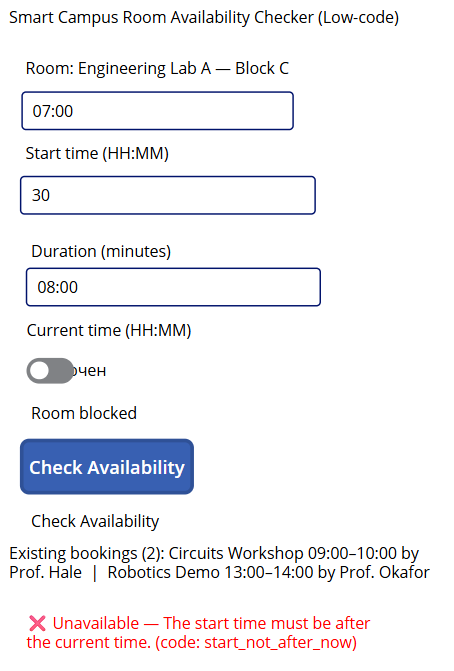 Smart Campus Room Availability Checker (Low-code)
Room: Engineering Lab A — Block C
07:00
Start time (HH:MM)
30
Duration (minutes)
08:00
Current time (HH:MM)
Room blocked
Check Availability
Check Availability
Existing bookings (2): Circuits Workshop 09:00–10:00 by
Prof. Hale | Robotics Demo 13:00–14:00 by Prof. Okafor
❌ Unavailable — The start time must be after
the current time. (code: start_not_after_now)